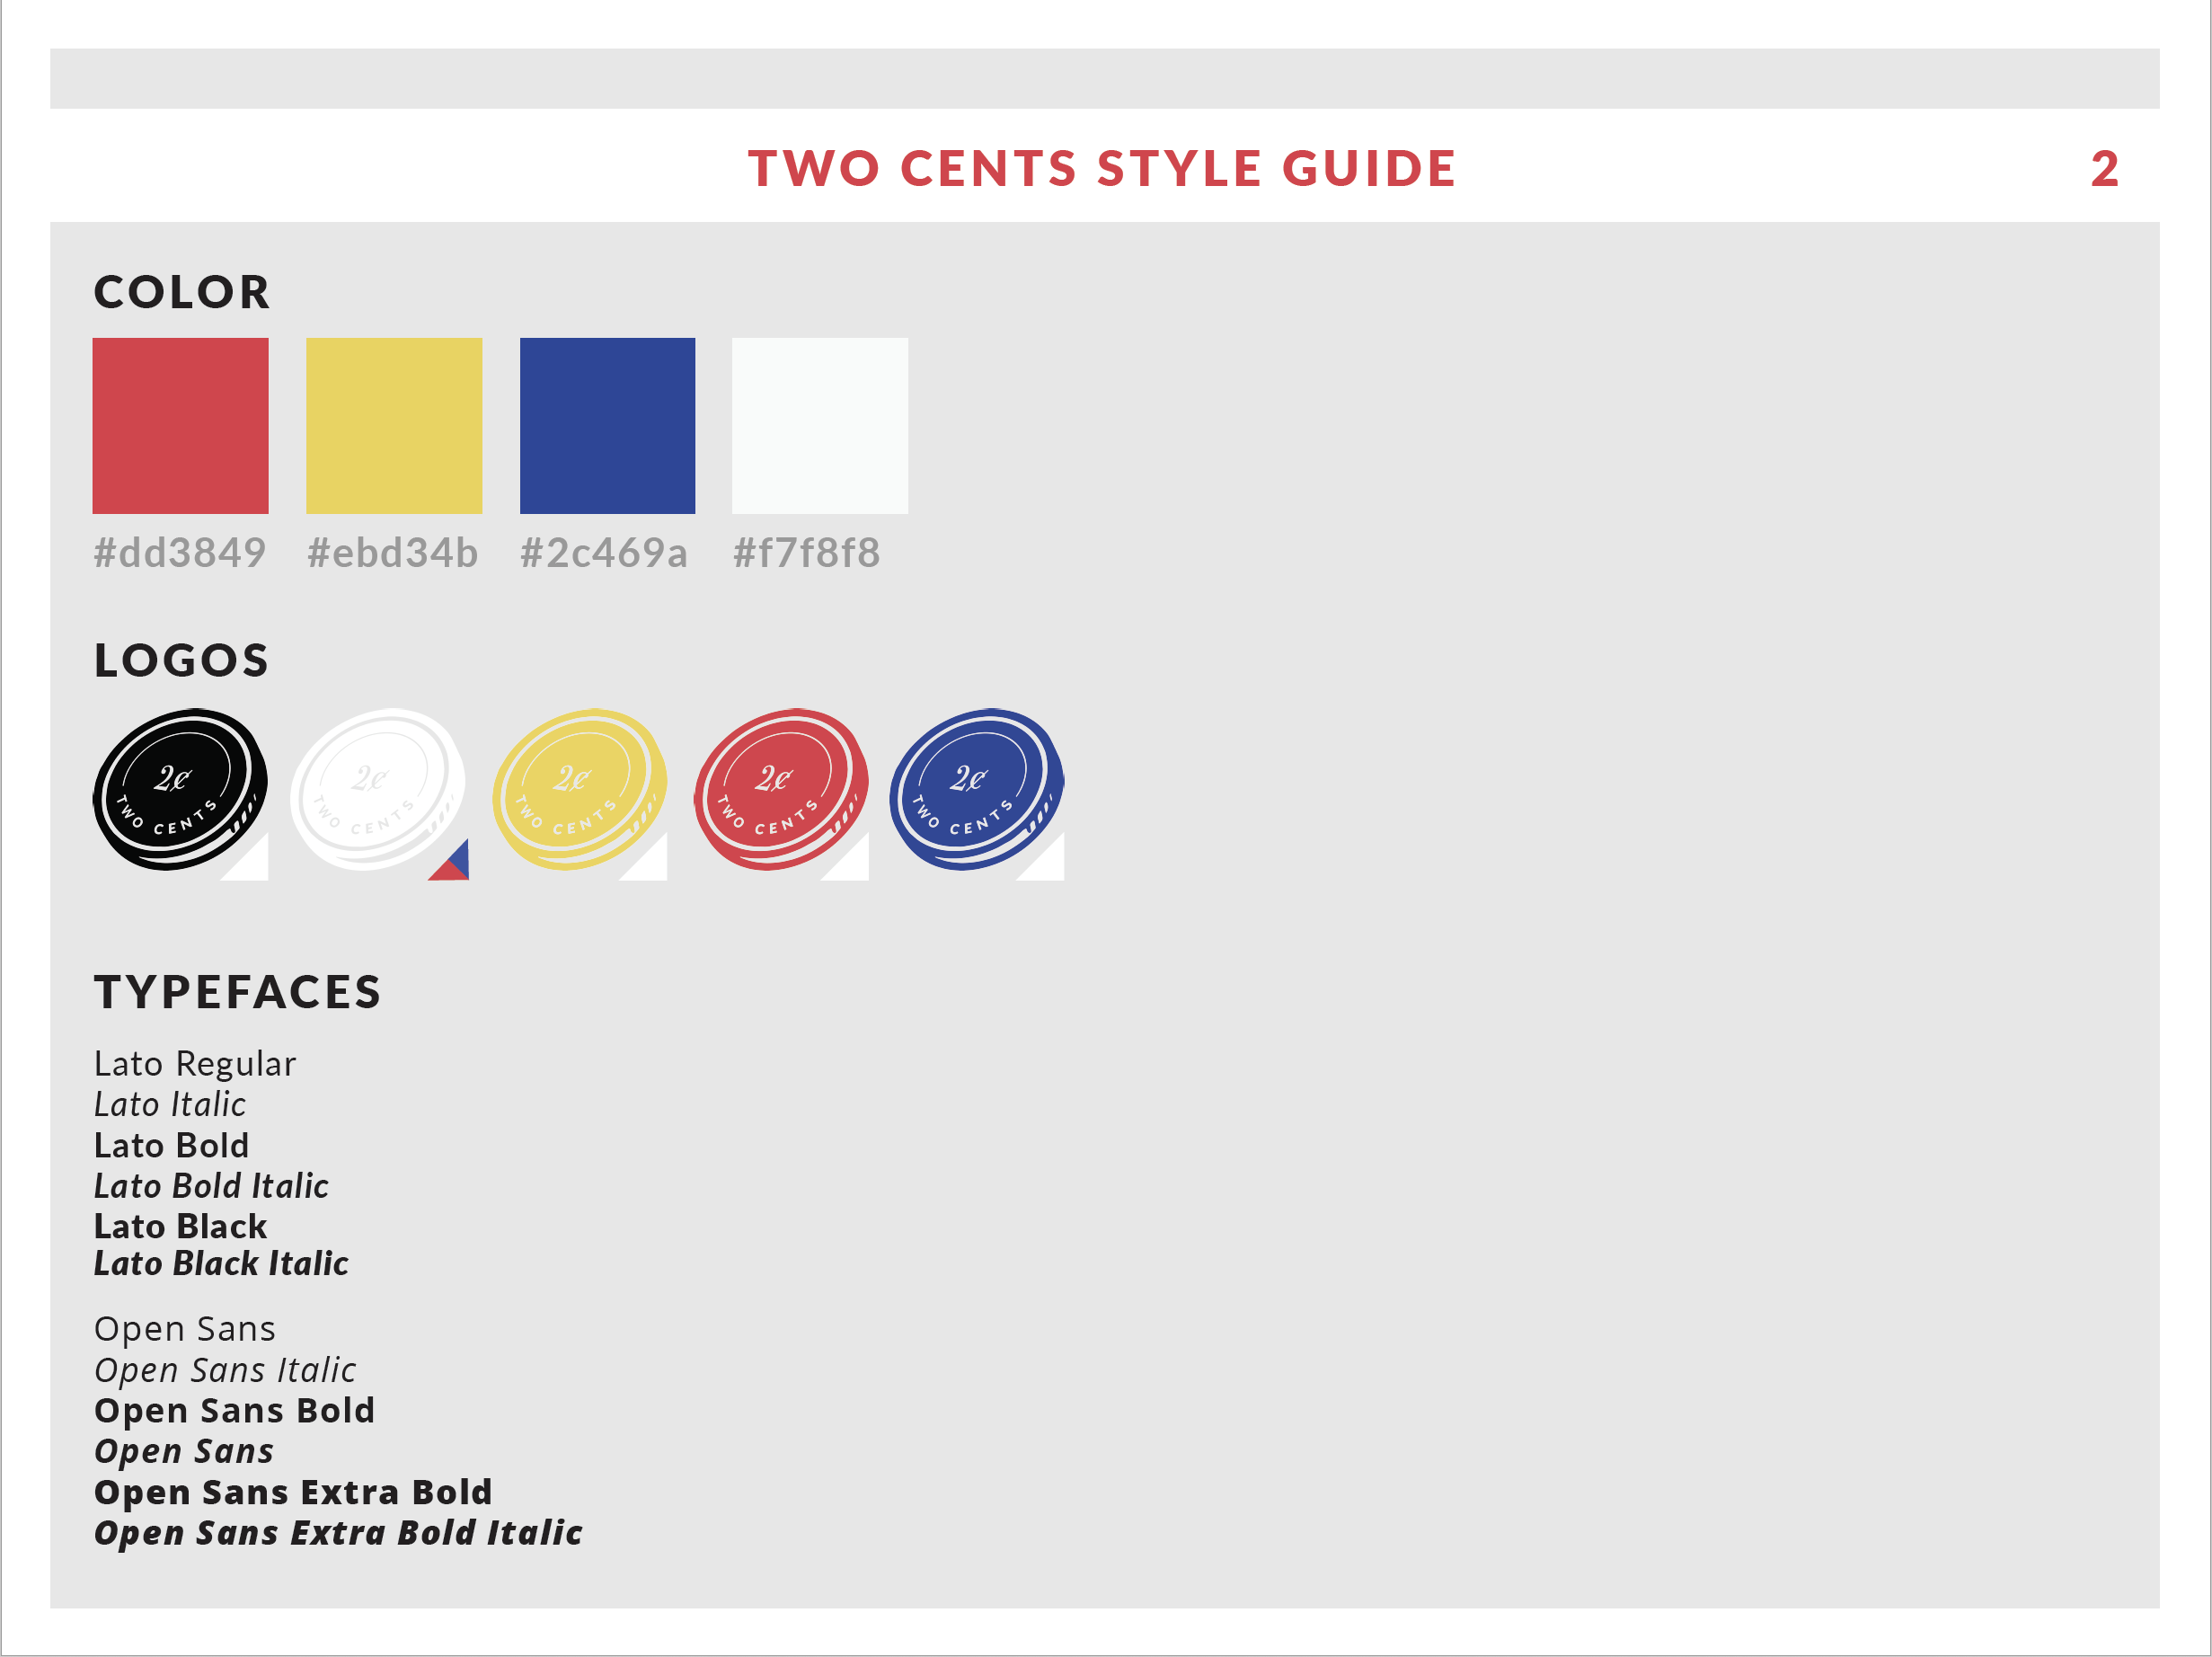 TWO CENTS STYLE GUIDE 2
COLOR
#dd3849 #ebd34b #2c469a #f7f8f8
LOGOS
2¢ 2¢ 2¢ 2¢ 2¢
TWO CENTS TWO CENTS TWO CENTS TWO CENTS TWO CENTS
TYPEFACES
Lato Regular
Lato Italic
Lato Bold
Lato Bold Italic
Lato Black
Lato Black Italic
Open Sans
Open Sans Italic
Open Sans Bold
Open Sans
Open Sans Extra Bold
Open Sans Extra Bold Italic